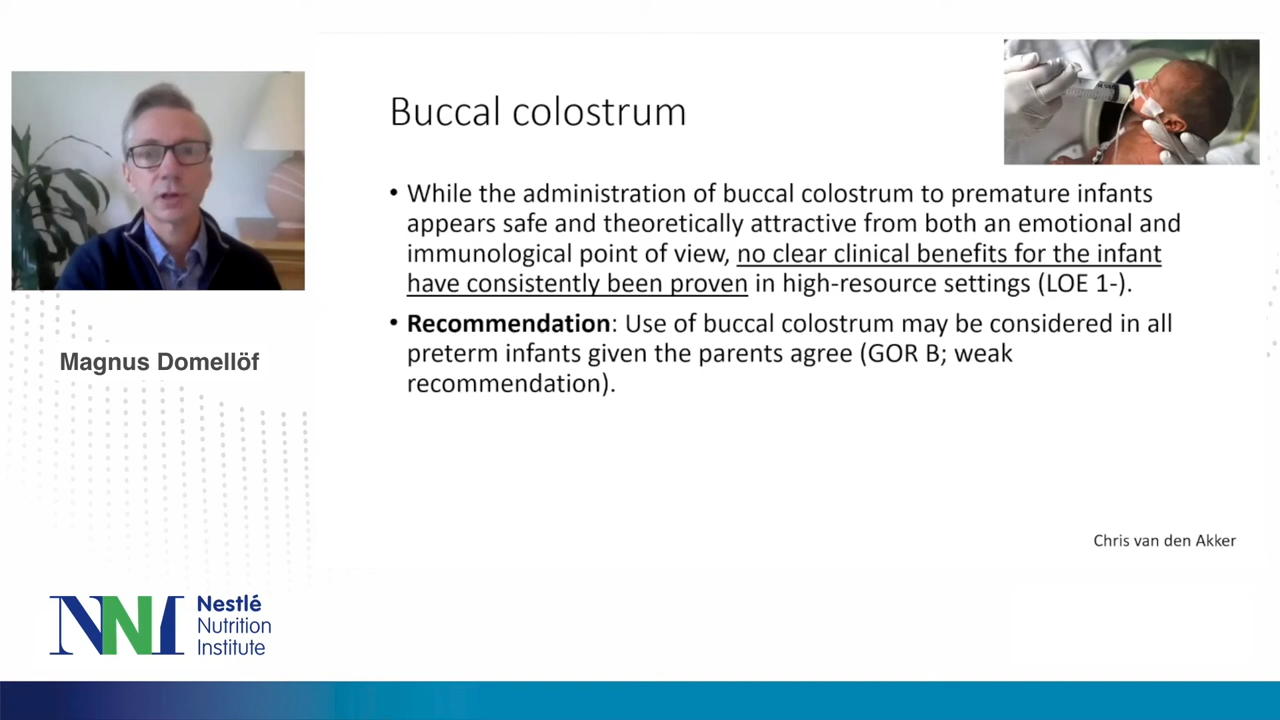 Buccal colostrum
• While the administration of buccal colostrum to premature infants
appears safe and theoretically attractive from both an emotional and
immunological point of view, no clear clinical benefits for the infant
have consistently been proven in high-resource settings (LOE 1-).
• Recommendation: Use of buccal colostrum may be considered in all
preterm infants given the parents agree (GOR B; weak
recommendation).
Chris van den Akker
Magnus Domellöf
NNI
Nestlé
Nutrition
Institute